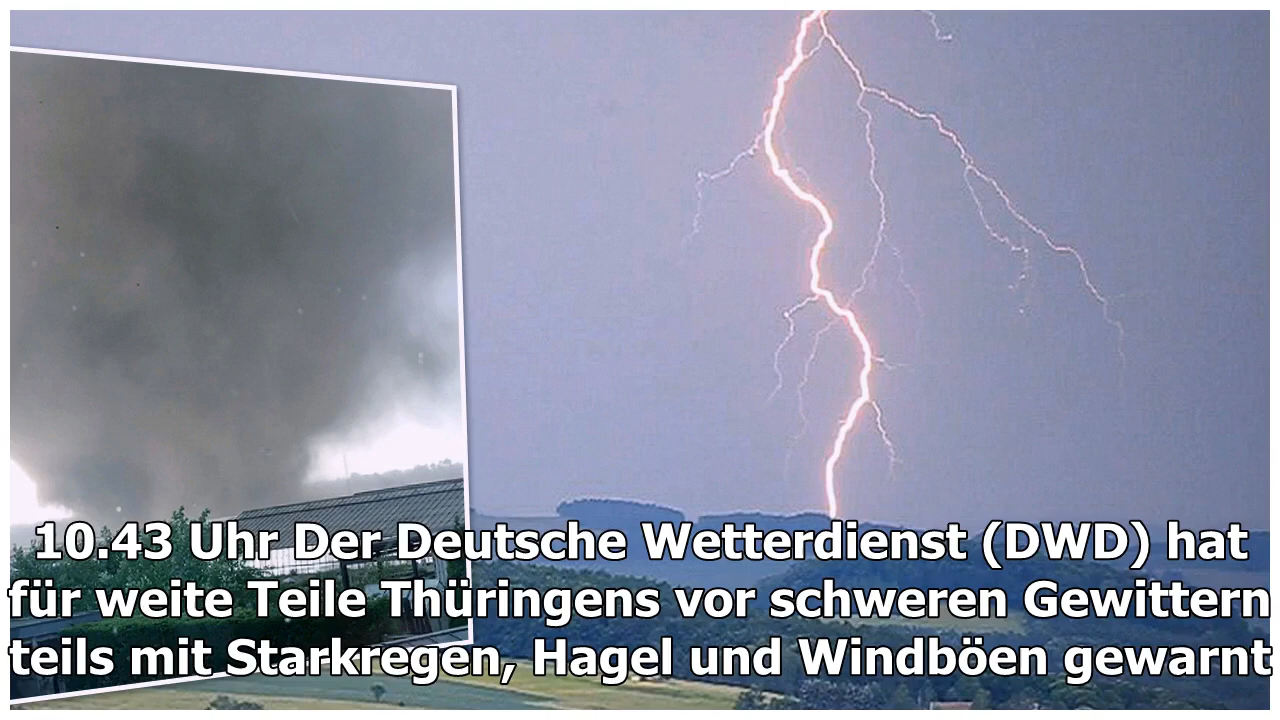 10.43 Uhr Der Deutsche Wetterdienst (DWD) hat
für weite Teile Thüringens vor schweren Gewittern
teils mit Starkregen, Hagel und Windböen gewarnt